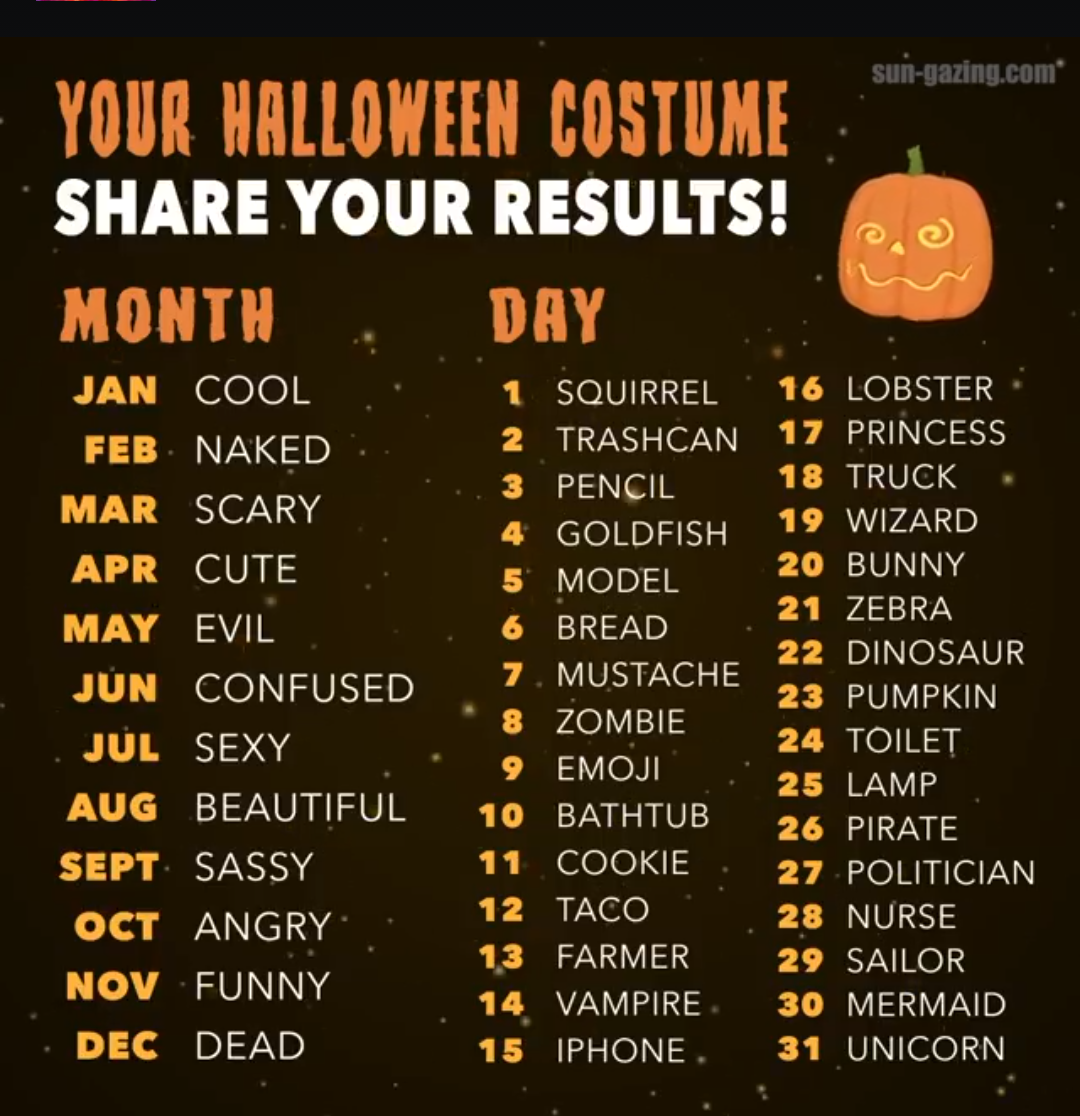 sun-gazing.com
YOUR HALLOWEEN COSTUME
SHARE YOUR RESULTS!
MONTH
JAN COOL
FEB NAKED
MAR SCARY
APR CUTE
MAY EVIL
JUN CONFUSED
JUL SEXY
AUG BEAUTIFUL
SEPT SASSY
OCT ANGRY
NOV FUNNY
DEC DEAD
DAY
1 SQUIRREL
2 TRASHCAN
3 PENCIL
4 GOLDFISH
5 MODEL
6 BREAD
7 MUSTACHE
8 ZOMBIE
9 EMOJI
10 BATHTUB
11 COOKIE
12 TACO
13 FARMER
14 VAMPIRE
15 IPHONE
16 LOBSTER
17 PRINCESS
18 TRUCK
19 WIZARD
20 BUNNY
21 ZEBRA
22 DINOSAUR
23 PUMPKIN
24 TOILET
25 LAMP
26 PIRATE
27 POLITICIAN
28 NURSE
29 SAILOR
30 MERMAID
31 UNICORN